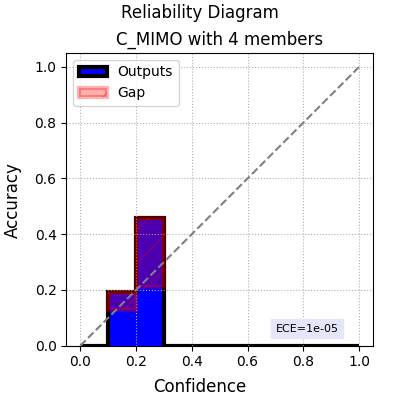 Reliability Diagram
C_MIMO with 4 members
Outputs
Gap
1.0
0.8
0.6
0.4
0.2
0.0
Accuracy
ECE=1e-05
0.0 0.2 0.4 0.6 0.8 1.0
Confidence